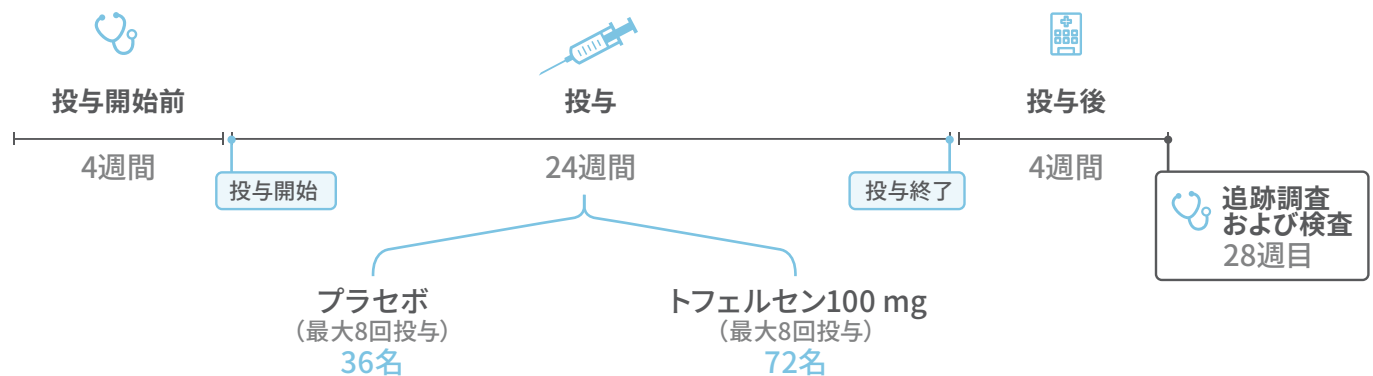 投与開始前
投与
投与後
4週間
24週間
4週間
投与開始
投与終了
追跡調査
および検査
28週目
プラセボ
（最大8回投与）
36名
トフェルセン100 mg
（最大8回投与）
72名